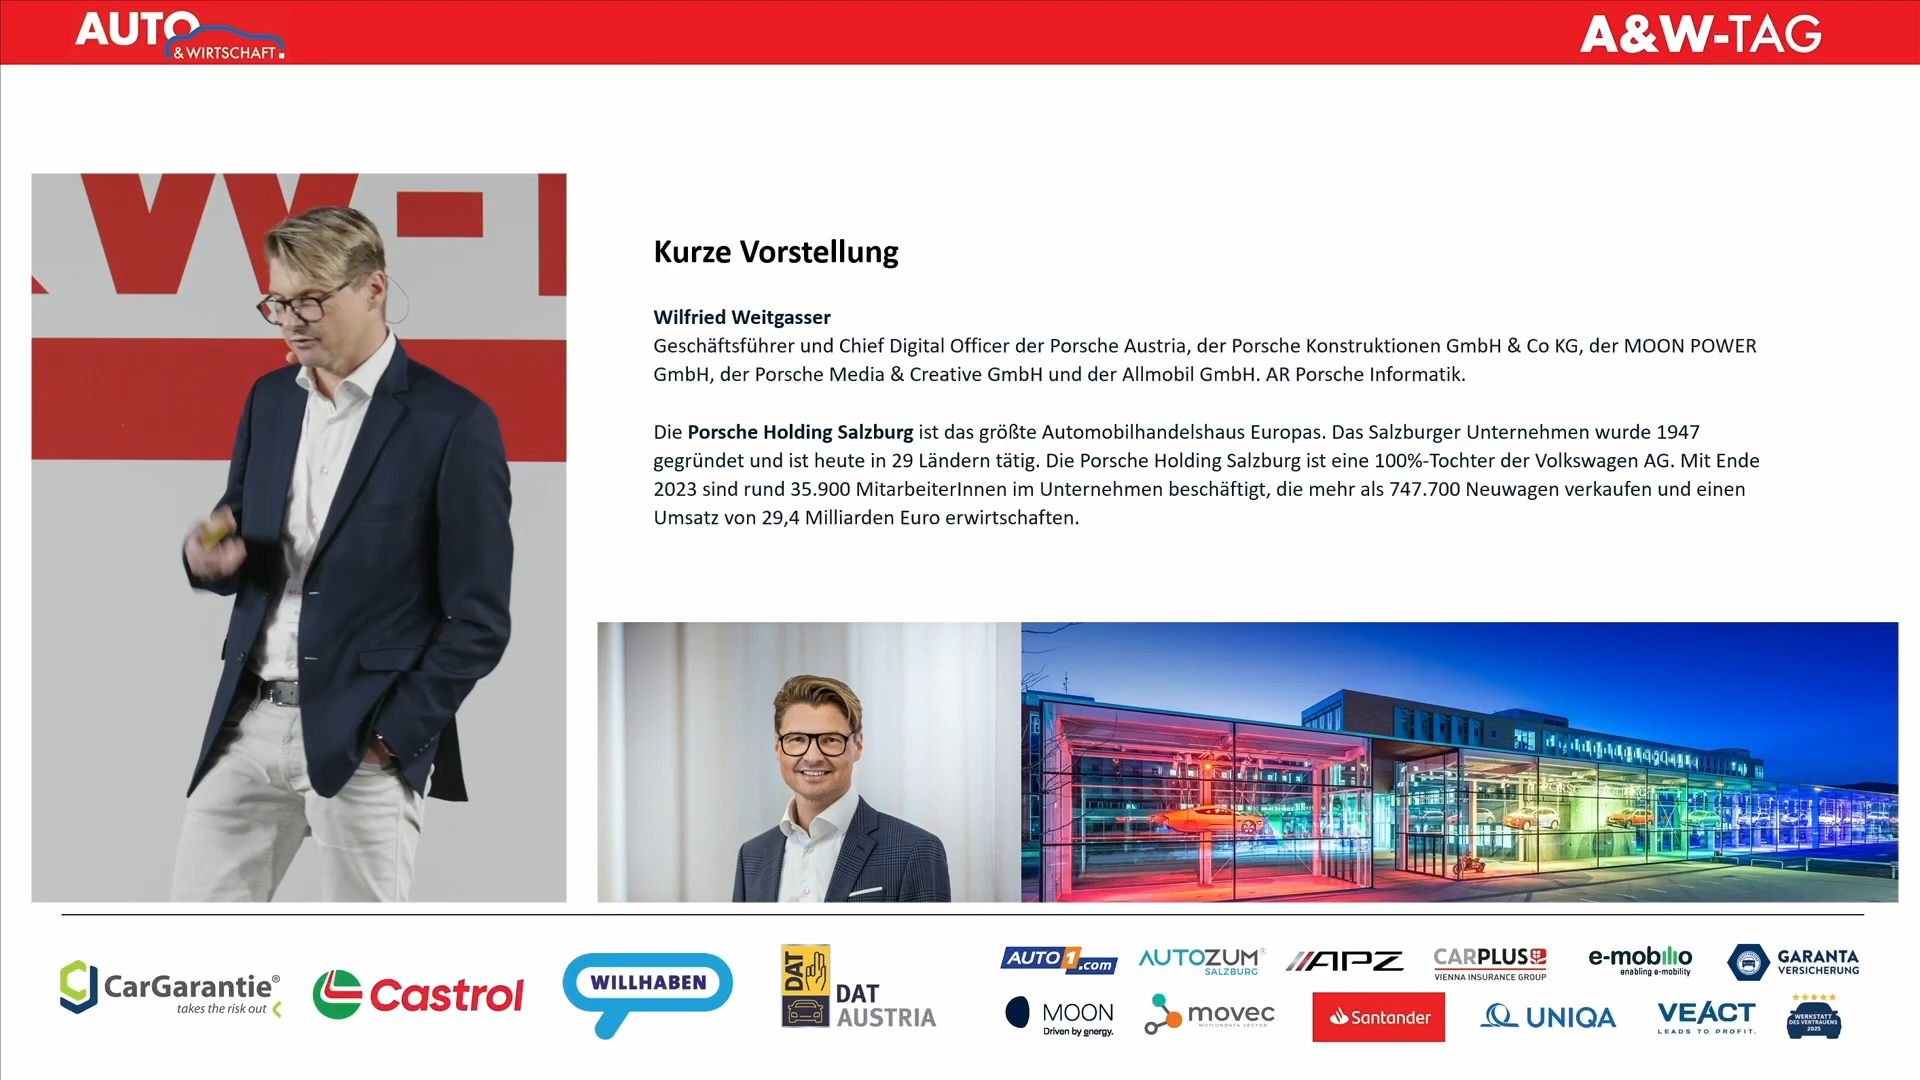 AUTO
& WIRTSCHAFT.
A&W-TAG
W-
Kurze Vorstellung
Wilfried Weitgasser
Geschäftsführer und Chief Digital Officer der Porsche Austria, der Porsche Konstruktionen GmbH & Co KG, der MOON POWER
GmbH, der Porsche Media & Creative GmbH und der Allmobil GmbH. AR Porsche Informatik.
Die Porsche Holding Salzburg ist das größte Automobilhandelshaus Europas. Das Salzburger Unternehmen wurde 1947
gegründet und ist heute in 29 Ländern tätig. Die Porsche Holding Salzburg ist eine 100%-Tochter der Volkswagen AG. Mit Ende
2023 sind rund 35.900 MitarbeiterInnen im Unternehmen beschäftigt, die mehr als 747.700 Neuwagen verkaufen und einen
Umsatz von 29,4 Milliarden Euro erwirtschaften.
CarGarantie®
takes the risk out
Castrol
WILLHABEN
DAT
DAT
AUSTRIA
AUTO1.com
AUTOZUM®
SALZBURG
APZ
CARPLUS
VIENNA INSURANCE GROUP
e-mobilio
enabling e-mobility
GARANTA
VERSICHERUNG
MOON
Driven by energy.
movec
MOTIONDATA VECTOR
Santander
UNIQA
VEACT
LEADS TO PROFIT.
WERKSTATT
DES VERTRAUENS
2025